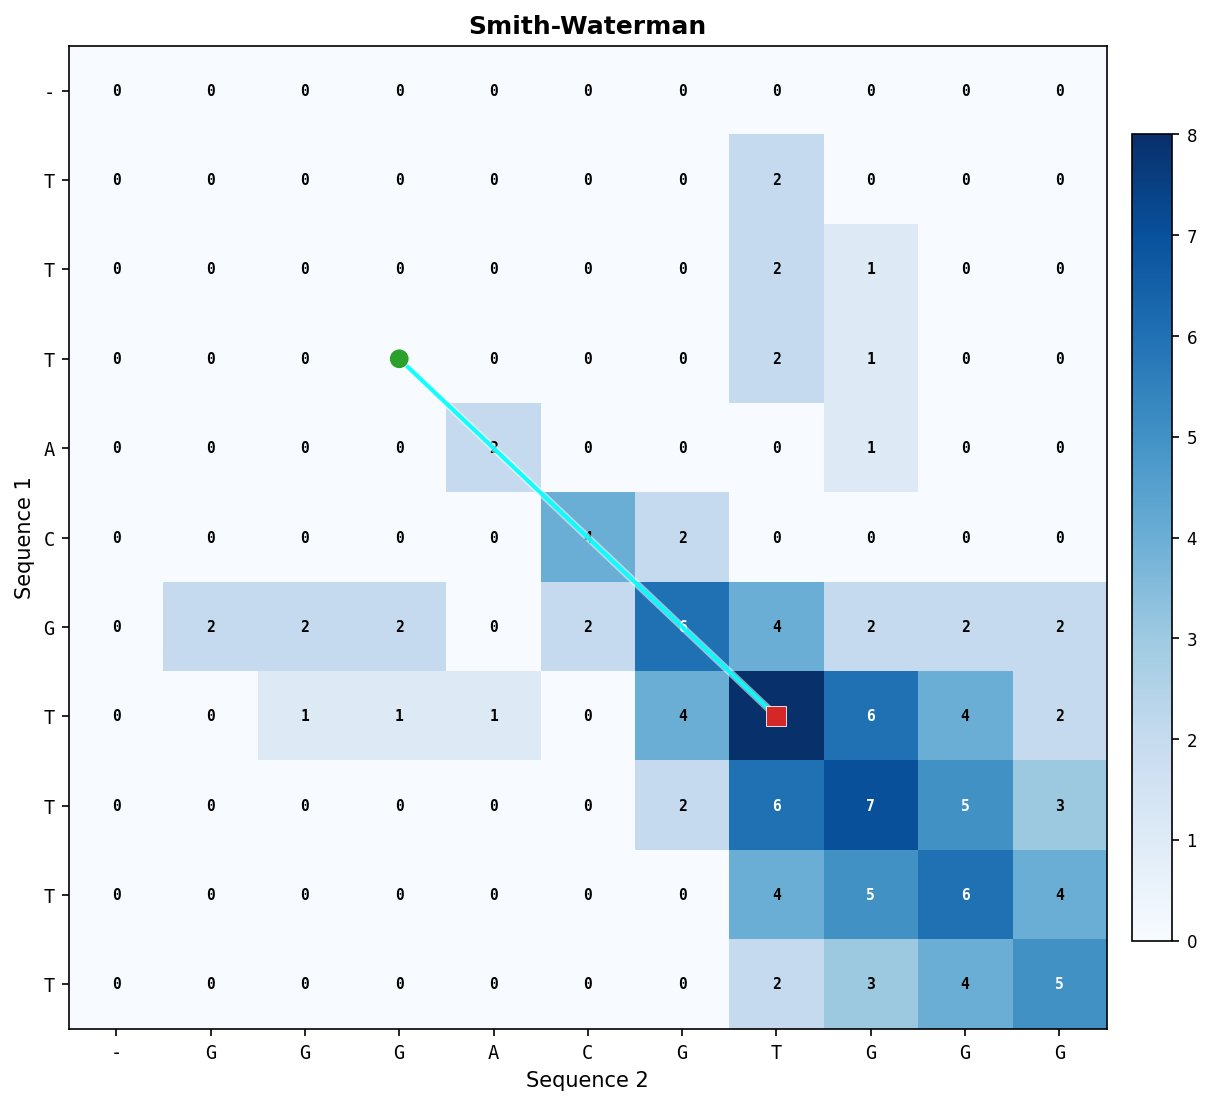 Smith-Waterman
- 0 0 0 0 0 0 0 0 0 0 0
T 0 0 0 0 0 0 0 2 0 0 0
T 0 0 0 0 0 0 0 2 1 0 0
T 0 0 0 0 0 0 2 1 0 0
A 0 0 0 0 2 0 0 0 1 0 0
C 0 0 0 0 0 4 2 0 0 0 0
G 0 2 2 2 0 2 6 4 2 2 2
T 0 0 1 1 1 0 4 6 4 2
T 0 0 0 0 0 0 2 6 7 5 3
T 0 0 0 0 0 0 0 4 5 6 4
T 0 0 0 0 0 0 0 2 3 4 5
- G G G A C G T G G G
Sequence 2
Sequence 1
8
7
6
5
4
3
2
1
0